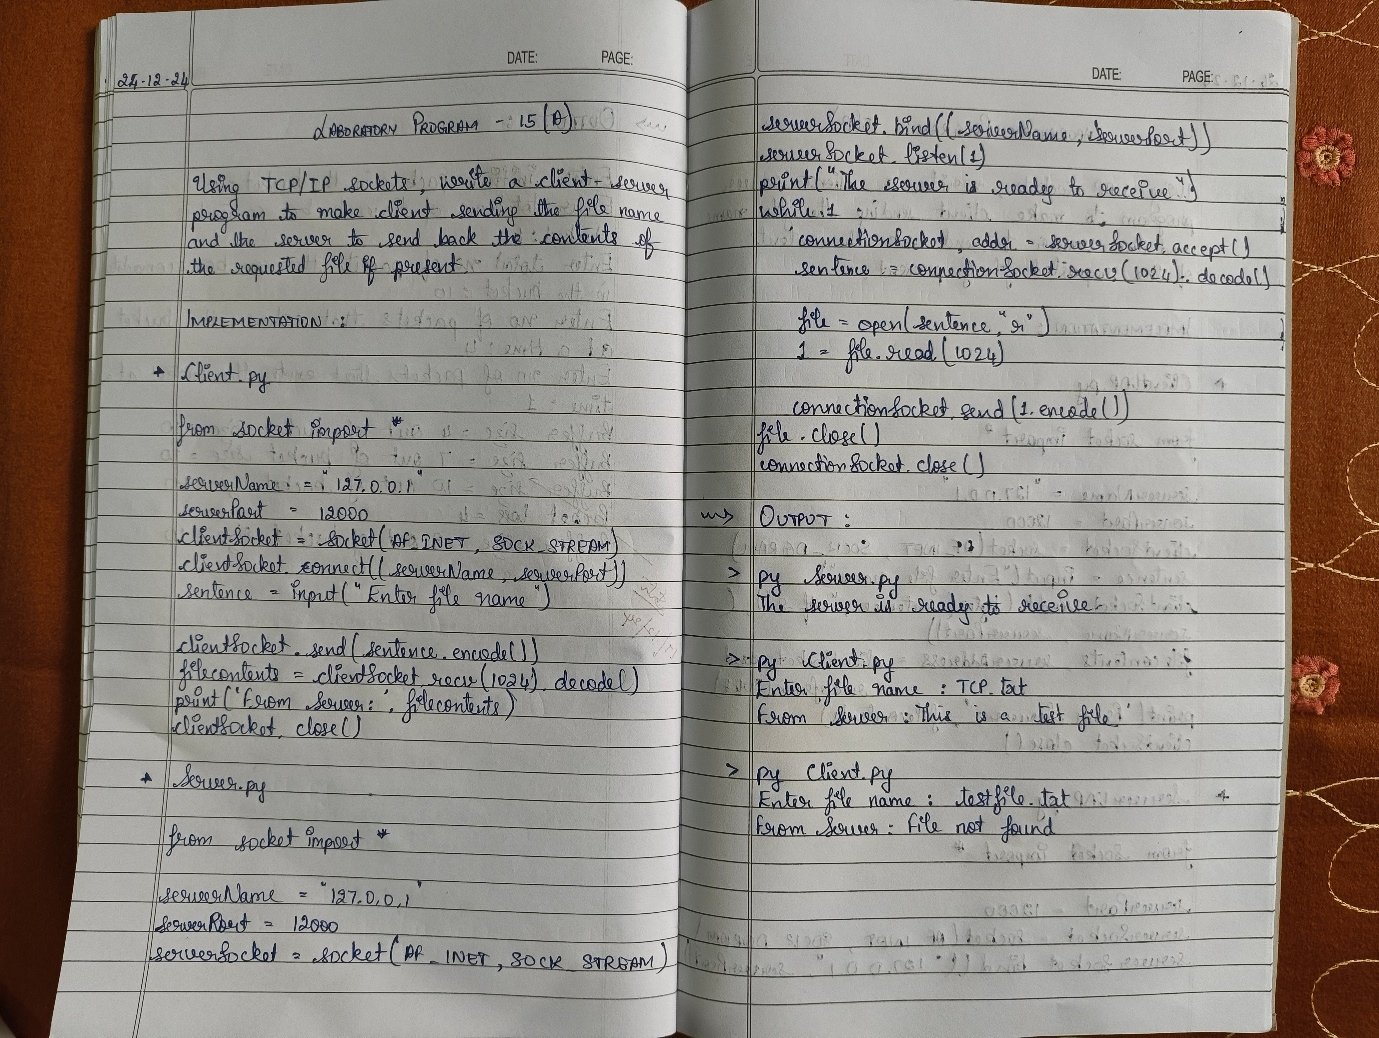 DATE: PAGE:
24-12-24
LABORATORY PROGRAM - 15 (A)
Using TCP/IP sockets, write a client-server
program to make client sending the file name
and the server to send back the contents of
the requested file if present
IMPLEMENTATION :
* Client.py
from socket import *
serverName = "127.0.0.1"
serverPort = 12000
clientSocket = socket(AF_INET, SOCK_STREAM)
clientSocket.connect((serverName, serverPort))
sentence = input("Enter file name")
clientSocket.send(sentence.encode())
filecontents = clientSocket.recv(1024).decode()
print('From Server:', filecontents)
clientSocket.close()
* Server.py
from socket import *
serverName = "127.0.0.1"
serverPort = 12000
serverSocket = socket(AF_INET, SOCK_STREAM)
DATE: PAGE:
serverSocket.bind((serverName, serverPort))
serverSocket.listen(1)
print("The server is ready to receive")
while 1
connectionSocket, addr = serverSocket.accept()
sentence = connectionSocket.recv(1024).decode()
file = open(sentence, "r")
l = file.read(1024)
connectionSocket.send(l.encode())
file.close()
connectionSocket.close()
OUTPUT :
> py Server.py
The server is ready to receive
> py Client.py
Enter file name : TCP.txt
From Server : This is a test file!
> py Client.py
Enter file name : testfile.txt
From Server : File not found